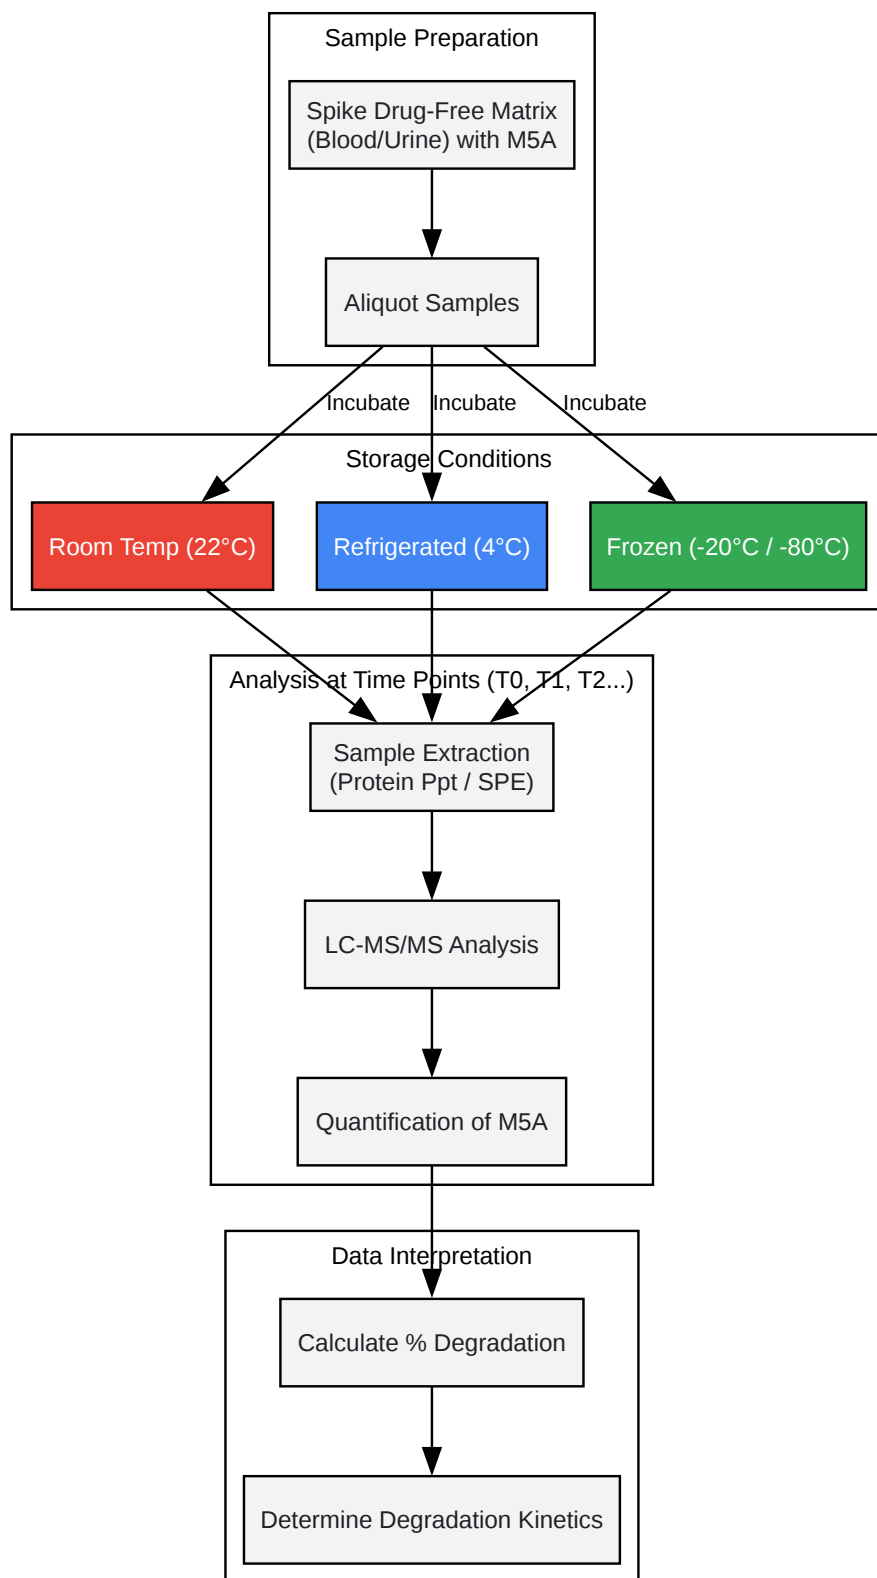 Sample Preparation
Spike Drug-Free Matrix
(Blood/Urine) with M5A
Aliquot Samples
Incubate
Incubate
Incubate
Storage Conditions
Room Temp (22°C)
Refrigerated (4°C)
Frozen (-20°C / -80°C)
Analysis at Time Points (T0, T1, T2...)
Sample Extraction
(Protein Ppt / SPE)
LC-MS/MS Analysis
Quantification of M5A
Data Interpretation
Calculate % Degradation
Determine Degradation Kinetics